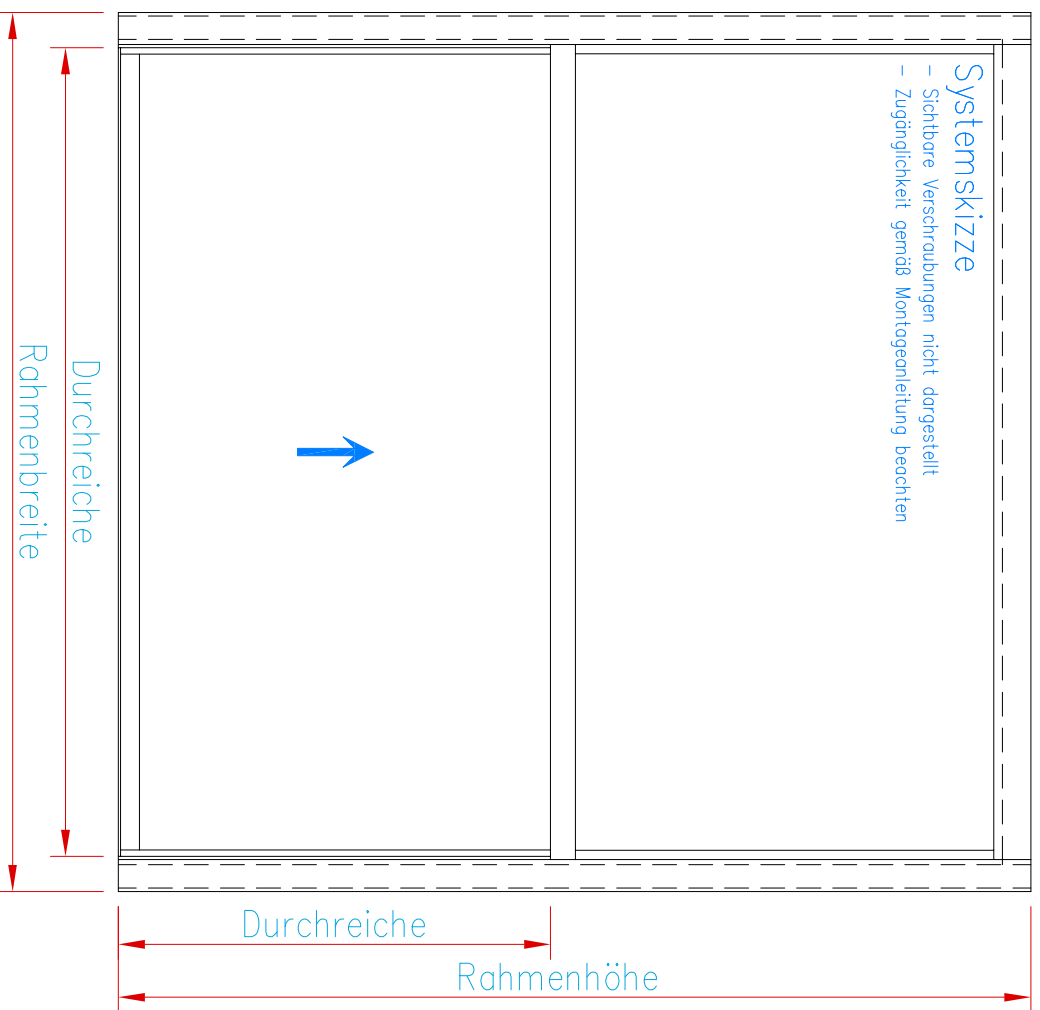 Systemskizze
- Sichtbare Verschraubungen nicht dargestellt
- Zugänglichkeit gemäß Montageanleitung beachten
Durchreiche
Rahmenbreite
Durchreiche
Rahmenhöhe